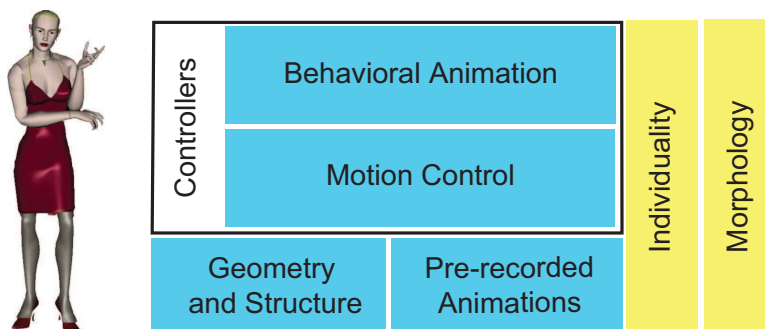 Controllers
Behavioral Animation
Motion Control
Geometry
and Structure
Pre-recorded
Animations
Individuality
Morphology